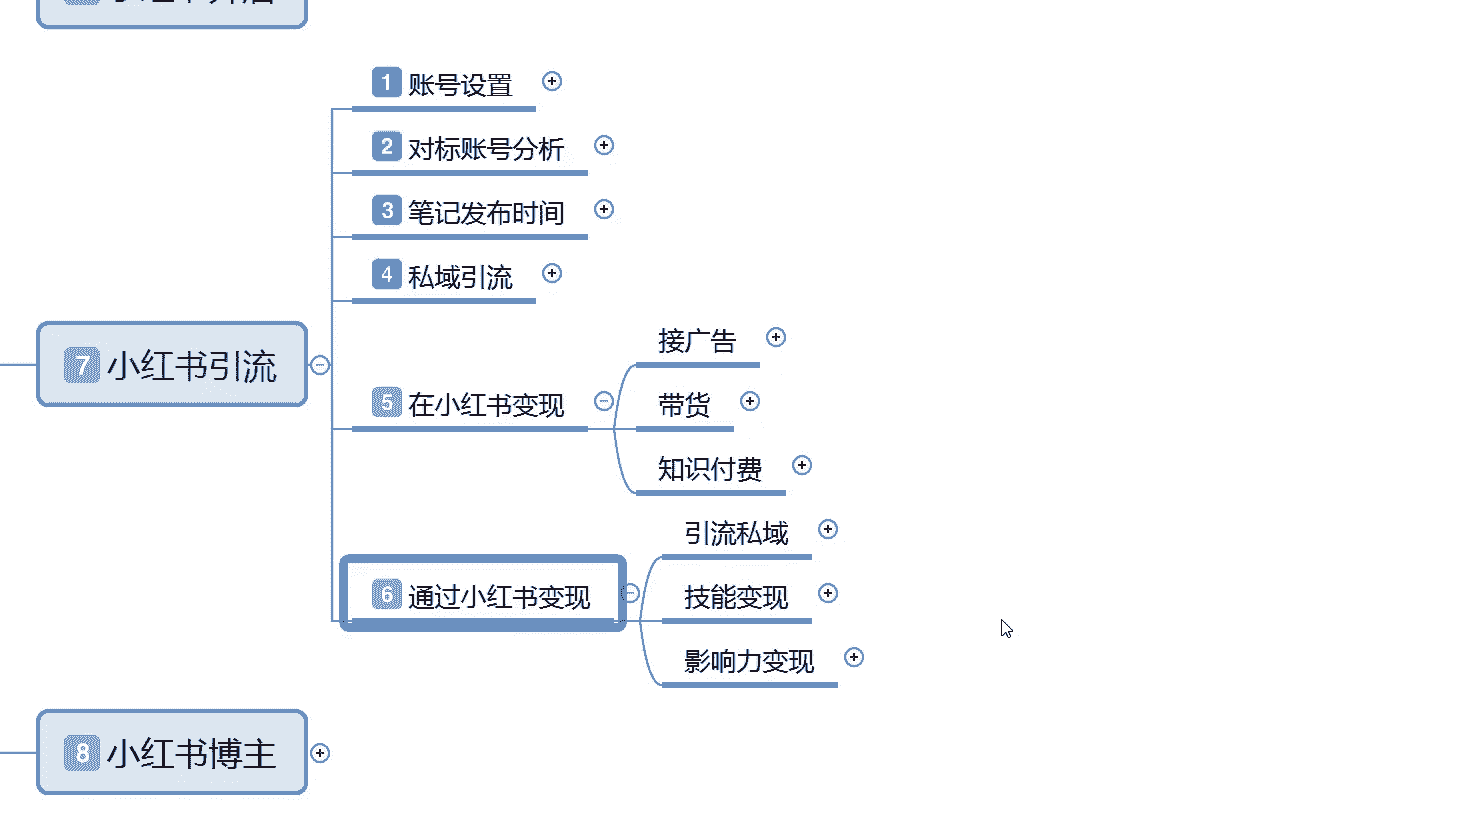 1 账号设置
2 对标账号分析
3 笔记发布时间
4 私域引流
接广告
7 小红书引流
5 在小红书变现
带货
知识付费
引流私域
6 通过小红书变现
技能变现
影响力变现
8 小红书博主